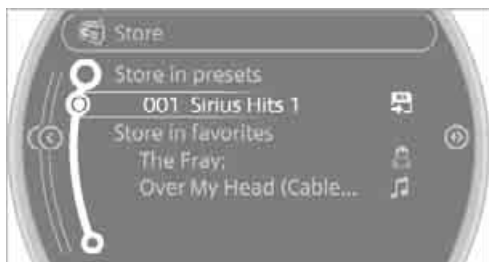 Store
Store in presets
001 Sirius Hits 1
Store in favorites
The Fray:
Over My Head (Cable...